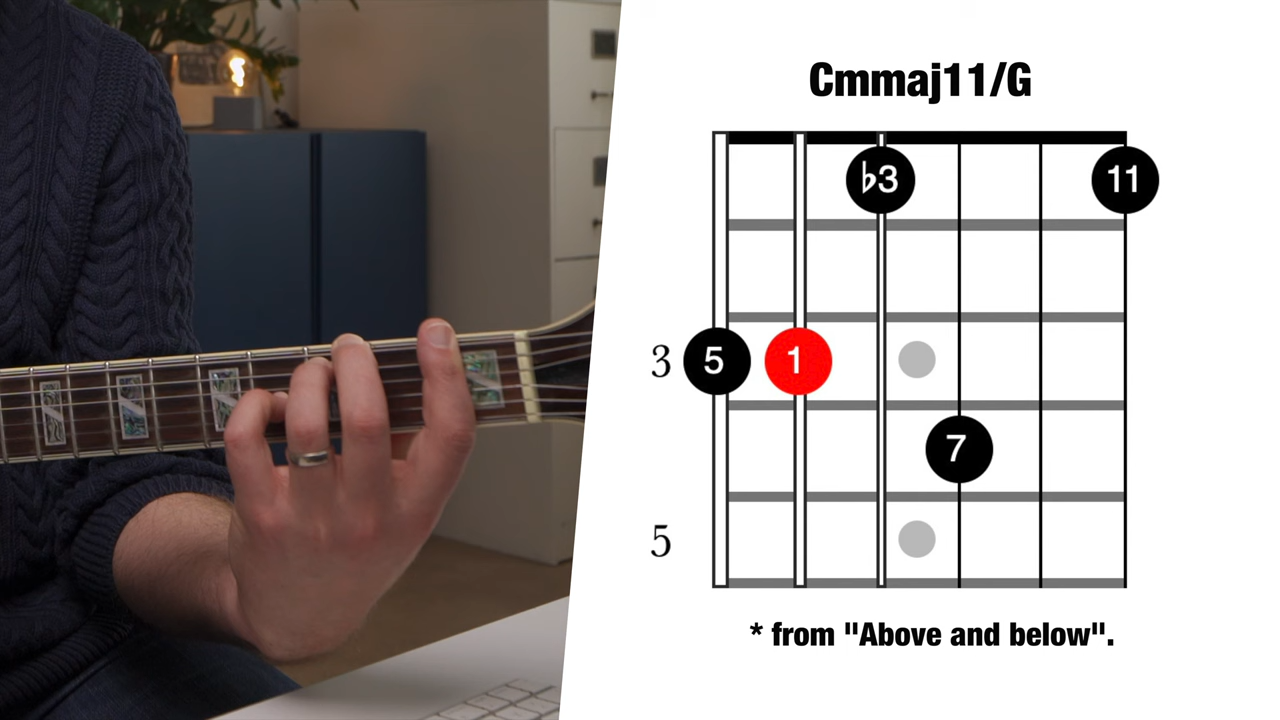 Cmmaj11/G
♭3 11
3 5 1
7
5
* from "Above and below".